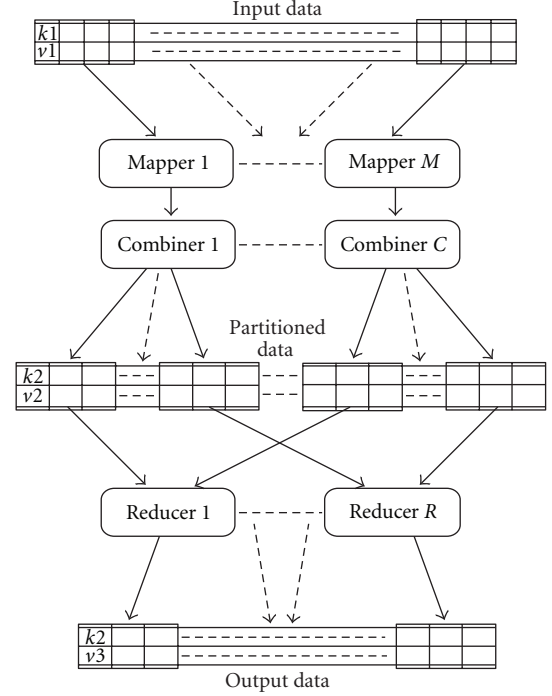 Input data
k1
v1
Mapper 1
Mapper M
Combiner 1
Combiner C
Partitioned
data
k2
v2
Reducer 1
Reducer R
k2
v3
Output data